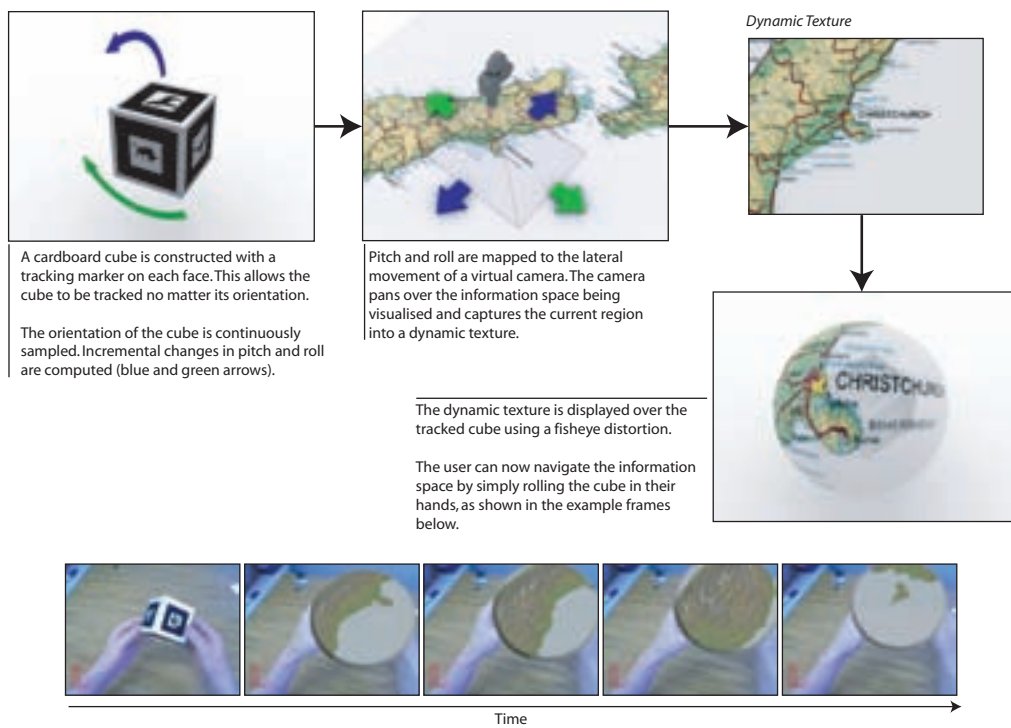 Dynamic Texture
CHRISTCHURCH
A cardboard cube is constructed with a
tracking marker on each face. This allows the
cube to be tracked no matter its orientation.
The orientation of the cube is continuously
sampled. Incremental changes in pitch and roll
are computed (blue and green arrows).
Pitch and roll are mapped to the lateral
movement of a virtual camera. The camera
pans over the information space being
visualised and captures the current region
into a dynamic texture.
CHRISTCHURCH
The dynamic texture is displayed over the
tracked cube using a fisheye distortion.
The user can now navigate the information
space by simply rolling the cube in their
hands, as shown in the example frames
below.
Time